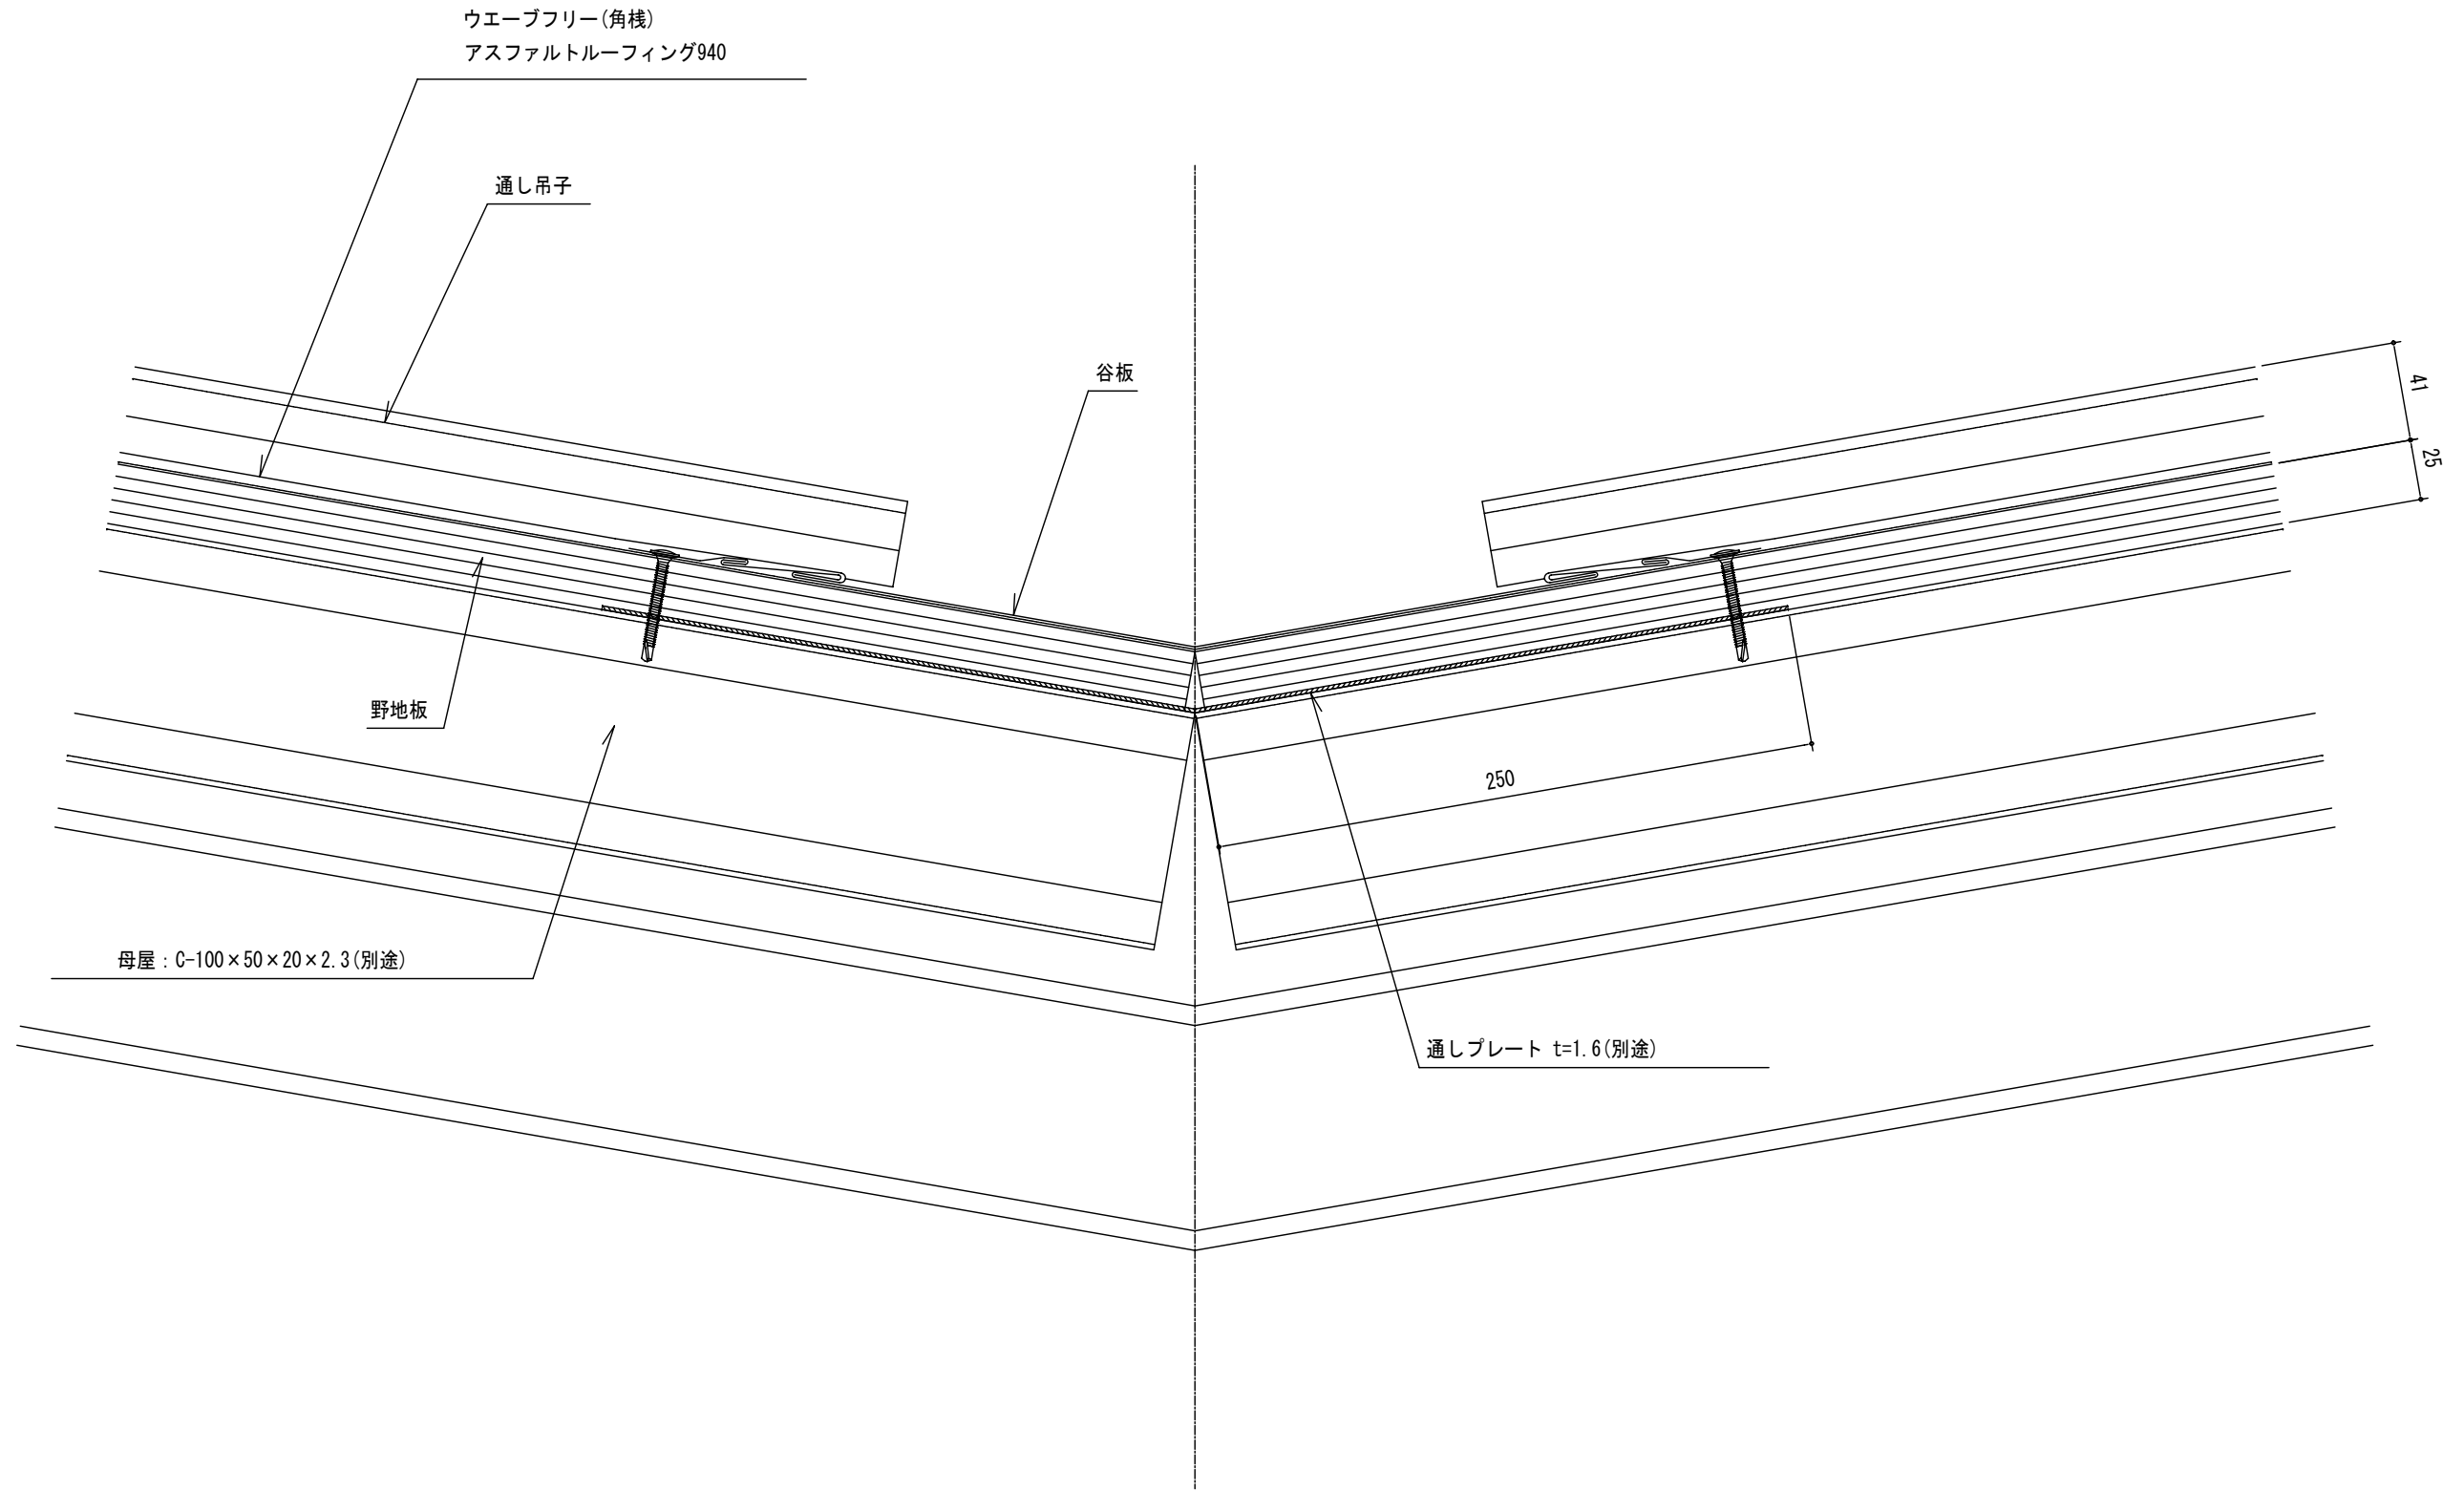 ウエーブフリー(角桟)
アスファルトルーフィング940
通し吊子
谷板
41
25
野地板
250
母屋：C-100×50×20×2.3(別途)
通しプレート t=1.6(別途)